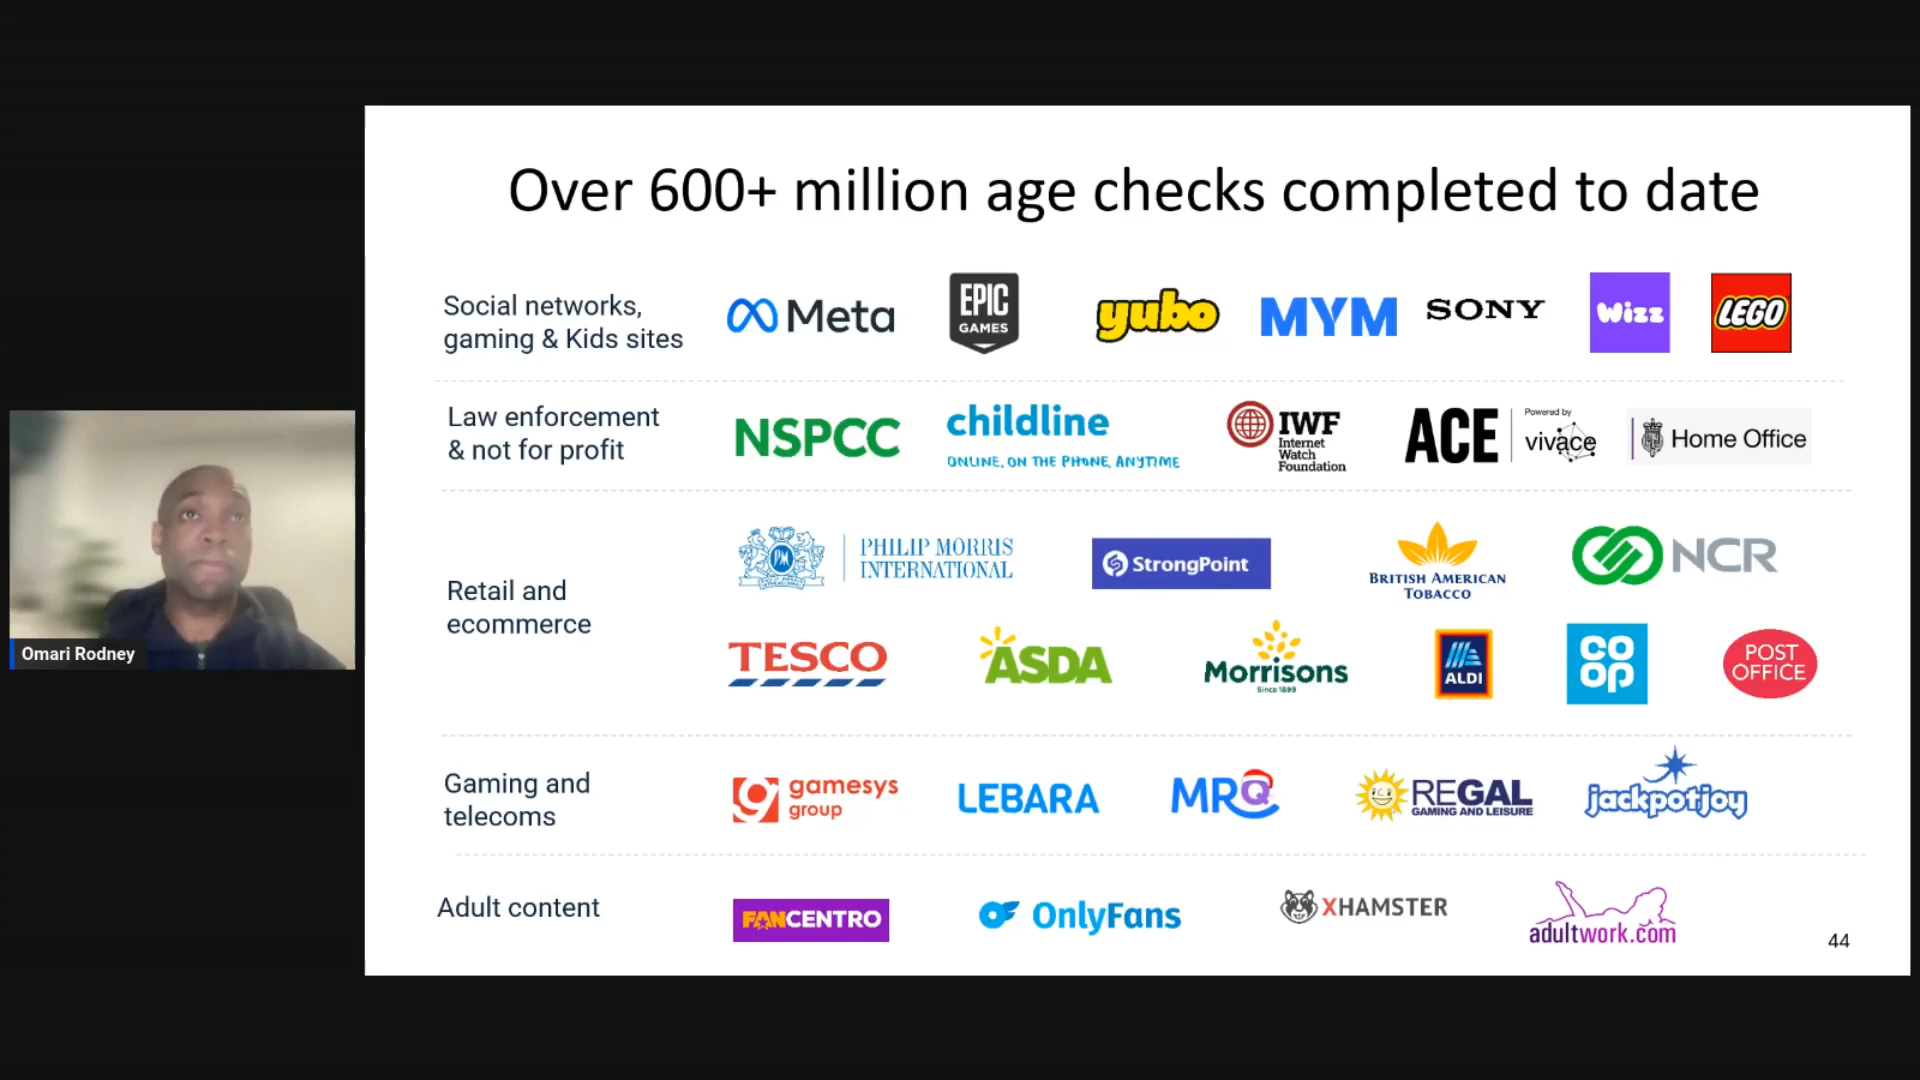 Over 600+ million age checks completed to date
Social networks,
gaming & Kids sites
Meta
EPIC
GAMES
yubo
MYM
SONY
Wizz
LEGO
Law enforcement
& not for profit
NSPCC
childline
ONLINE, ON THE PHONE, ANYTIME
IWF
Internet
Watch
Foundation
ACE
Powered by
vivace
Home Office
Retail and
ecommerce
PM
PHILIP MORRIS
INTERNATIONAL
StrongPoint
BRITISH AMERICAN
TOBACCO
NCR
TESCO
ASDA
Morrisons
Since 1899
ALDI
CO
OP
POST
OFFICE
Gaming and
telecoms
gamesys
group
LEBARA
MRQ
REGAL
GAMING AND LEISURE
jackpotjoy
Adult content
FANCENTRO
OnlyFans
XHAMSTER
adultwork.com
44
Omari Rodney